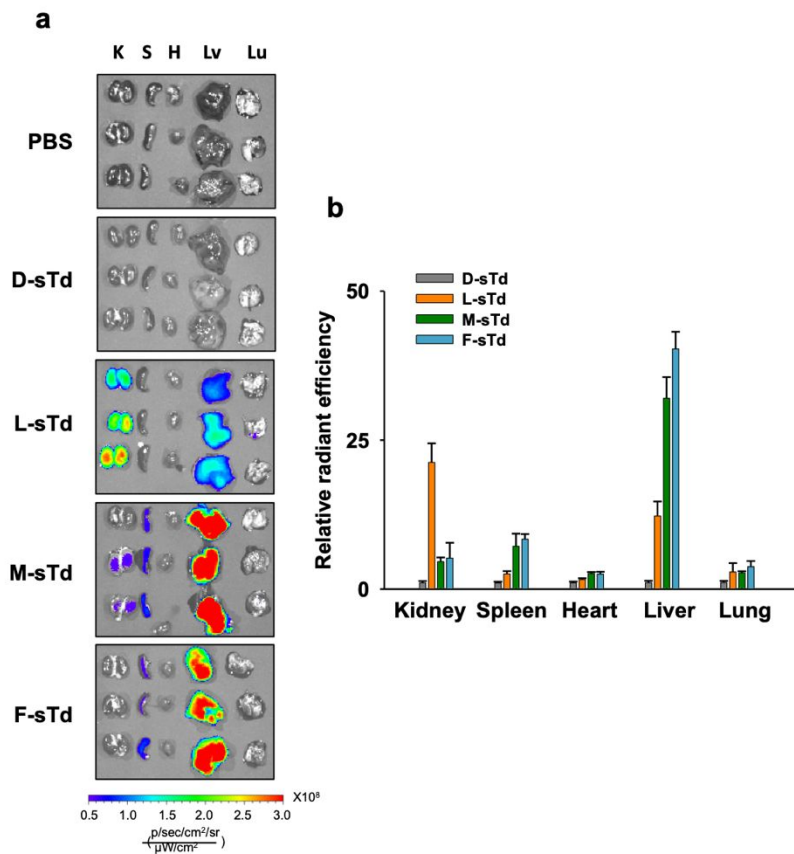 a
K S H Lv Lu
PBS
D-sTd
L-sTd
M-sTd
F-sTd
0.5 1.0 1.5 2.0 2.5 3.0 X10⁸
(p/sec/cm²/sr
µW/cm²)
b
D-sTd
L-sTd
M-sTd
F-sTd
Relative radiant efficiency
50
25
0
Kidney Spleen Heart Liver Lung